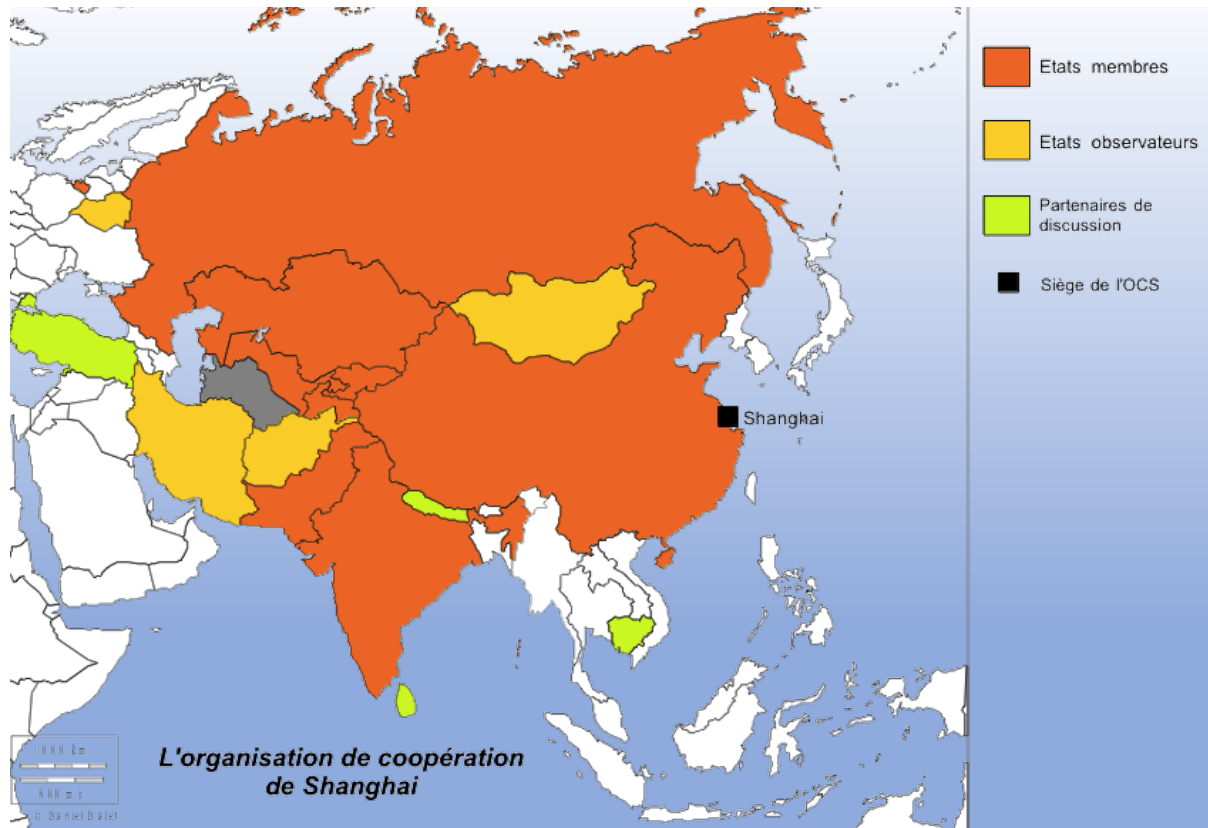 Etats membres
Etats observateurs
Partenaires de
discussion
Siège de l'OCS
Shanghai
L'organisation de coopération
de Shanghai